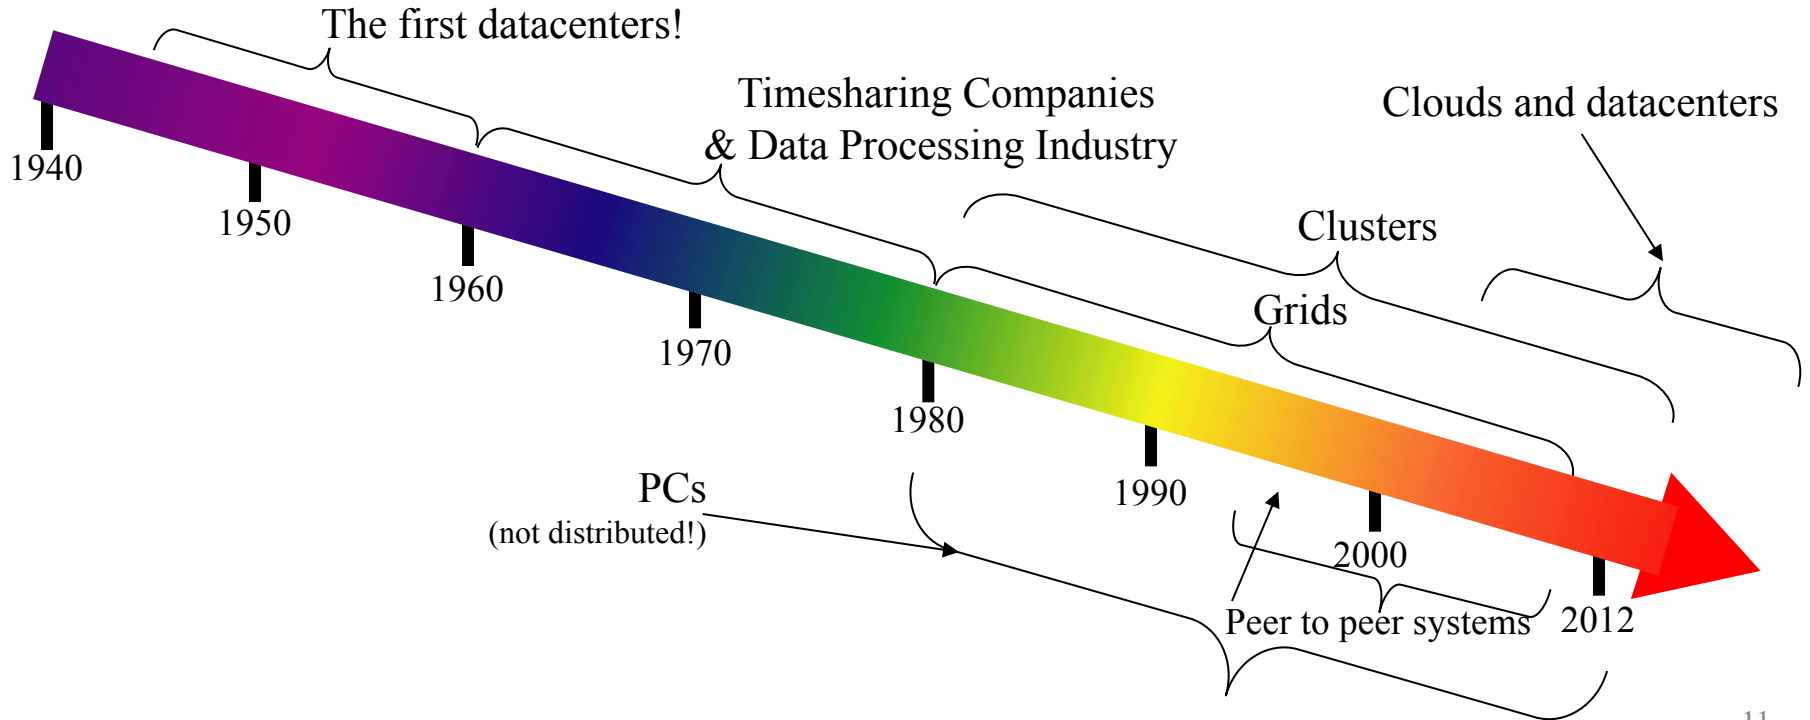 The first datacenters!
Timesharing Companies
& Data Processing Industry
Clouds and datacenters
Clusters
Grids
1940
1950
1960
1970
1980
1990
2000
2012
PCs
(not distributed!)
Peer to peer systems
11